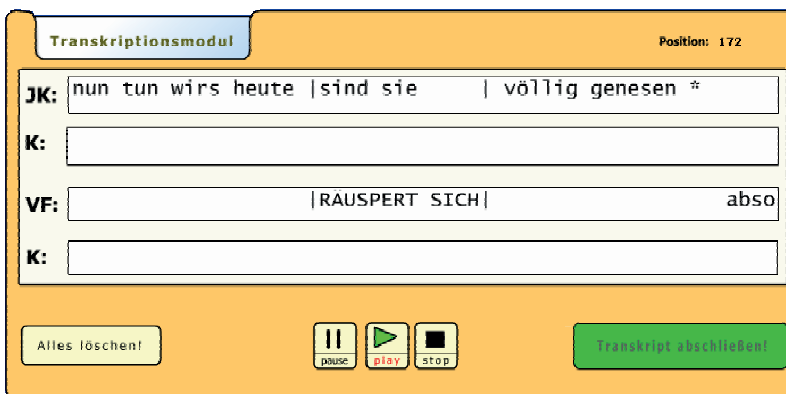 Transkriptionsmodul
Position: 172
JK: nun tun wirs heute |sind sie | völlig genesen *
K:
VF: |RÄUSPERT SICH| abso
K:
Alles löschen! pause play stop Transkript abschließen!